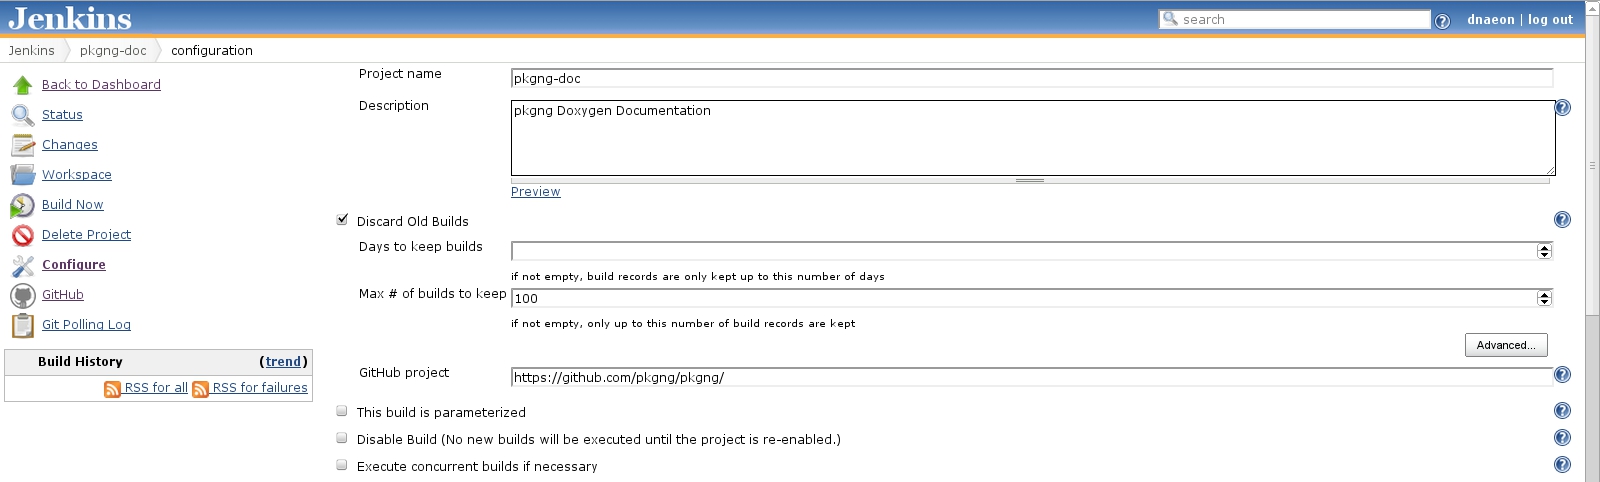 Jenkins
search
dnaeon | log out
Jenkins
pkgng-doc
configuration
Back to Dashboard
Status
Changes
Workspace
Build Now
Delete Project
Configure
GitHub
Git Polling Log
Build History (trend)
RSS for all RSS for failures
Project name
pkgng-doc
Description
pkgng Doxygen Documentation
Preview
Discard Old Builds
Days to keep builds
if not empty, build records are only kept up to this number of days
Max # of builds to keep
100
if not empty, only up to this number of build records are kept
Advanced...
GitHub project
https://github.com/pkgng/pkgng/
This build is parameterized
Disable Build (No new builds will be executed until the project is re-enabled.)
Execute concurrent builds if necessary